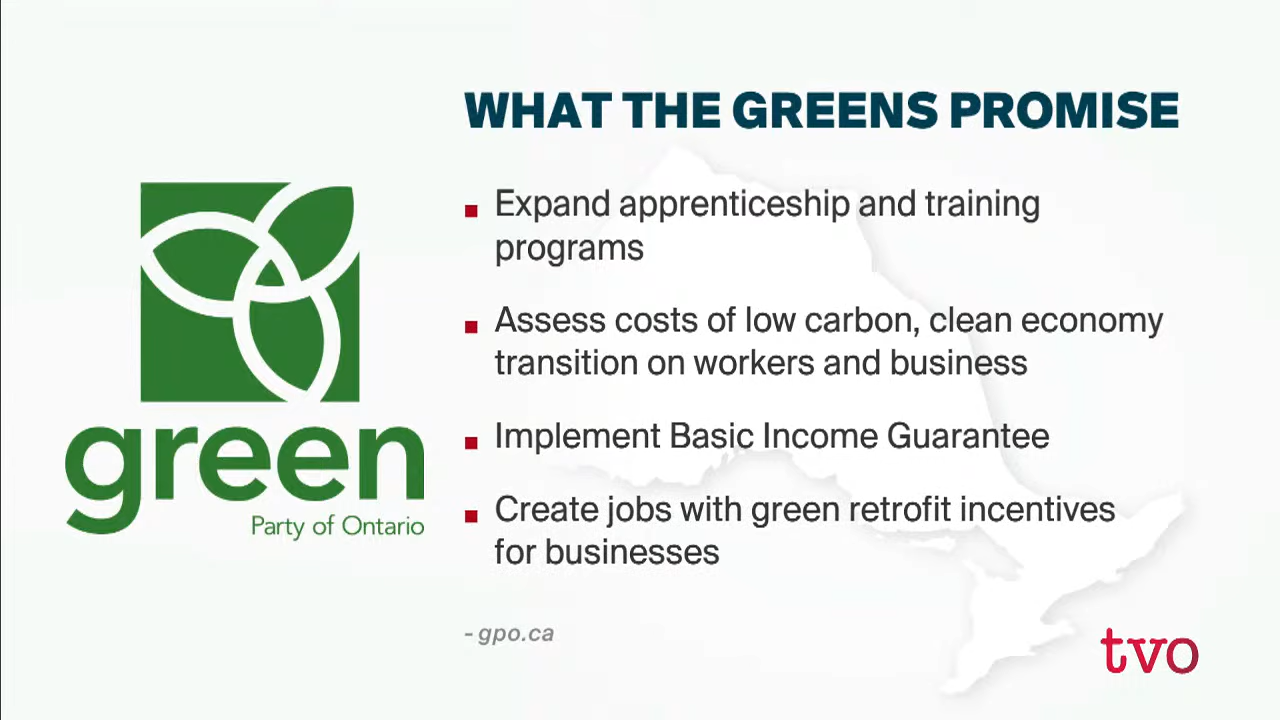 WHAT THE GREENS PROMISE
Expand apprenticeship and training
programs
Assess costs of low carbon, clean economy
transition on workers and business
Implement Basic Income Guarantee
Create jobs with green retrofit incentives
for businesses
- gpo.ca
green
Party of Ontario
tvo